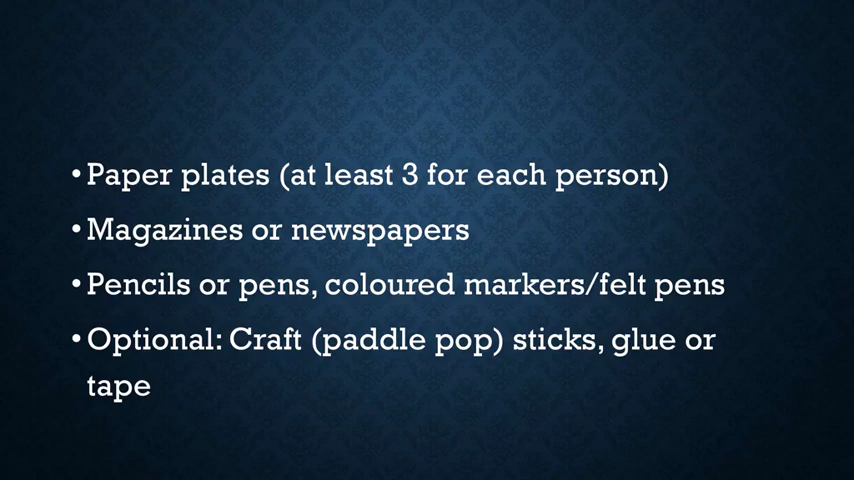 • Paper plates (at least 3 for each person)
• Magazines or newspapers
• Pencils or pens, coloured markers/felt pens
• Optional: Craft (paddle pop) sticks, glue or
tape